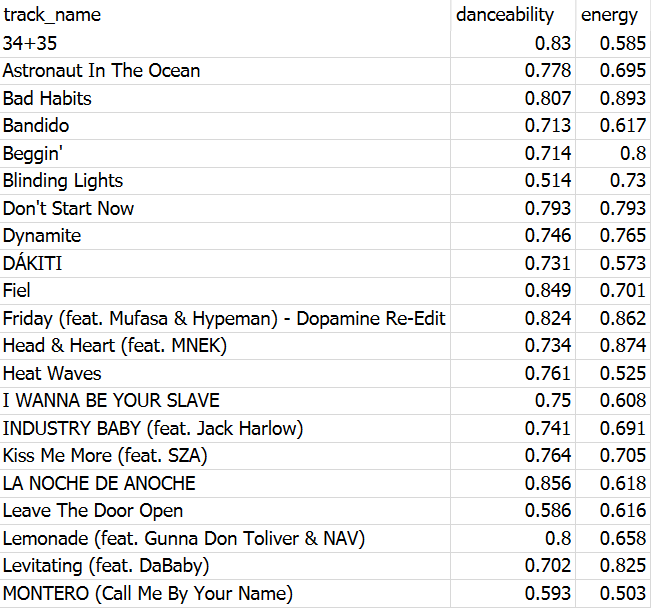 track_name danceability energy
34+35 0.83 0.585
Astronaut In The Ocean 0.778 0.695
Bad Habits 0.807 0.893
Bandido 0.713 0.617
Beggin' 0.714 0.8
Blinding Lights 0.514 0.73
Don't Start Now 0.793 0.793
Dynamite 0.746 0.765
DÁKITI 0.731 0.573
Fiel 0.849 0.701
Friday (feat. Mufasa & Hypeman) - Dopamine Re-Edit 0.824 0.862
Head & Heart (feat. MNEK) 0.734 0.874
Heat Waves 0.761 0.525
I WANNA BE YOUR SLAVE 0.75 0.608
INDUSTRY BABY (feat. Jack Harlow) 0.741 0.691
Kiss Me More (feat. SZA) 0.764 0.705
LA NOCHE DE ANOCHE 0.856 0.618
Leave The Door Open 0.586 0.616
Lemonade (feat. Gunna Don Toliver & NAV) 0.8 0.658
Levitating (feat. DaBaby) 0.702 0.825
MONTERO (Call Me By Your Name) 0.593 0.503